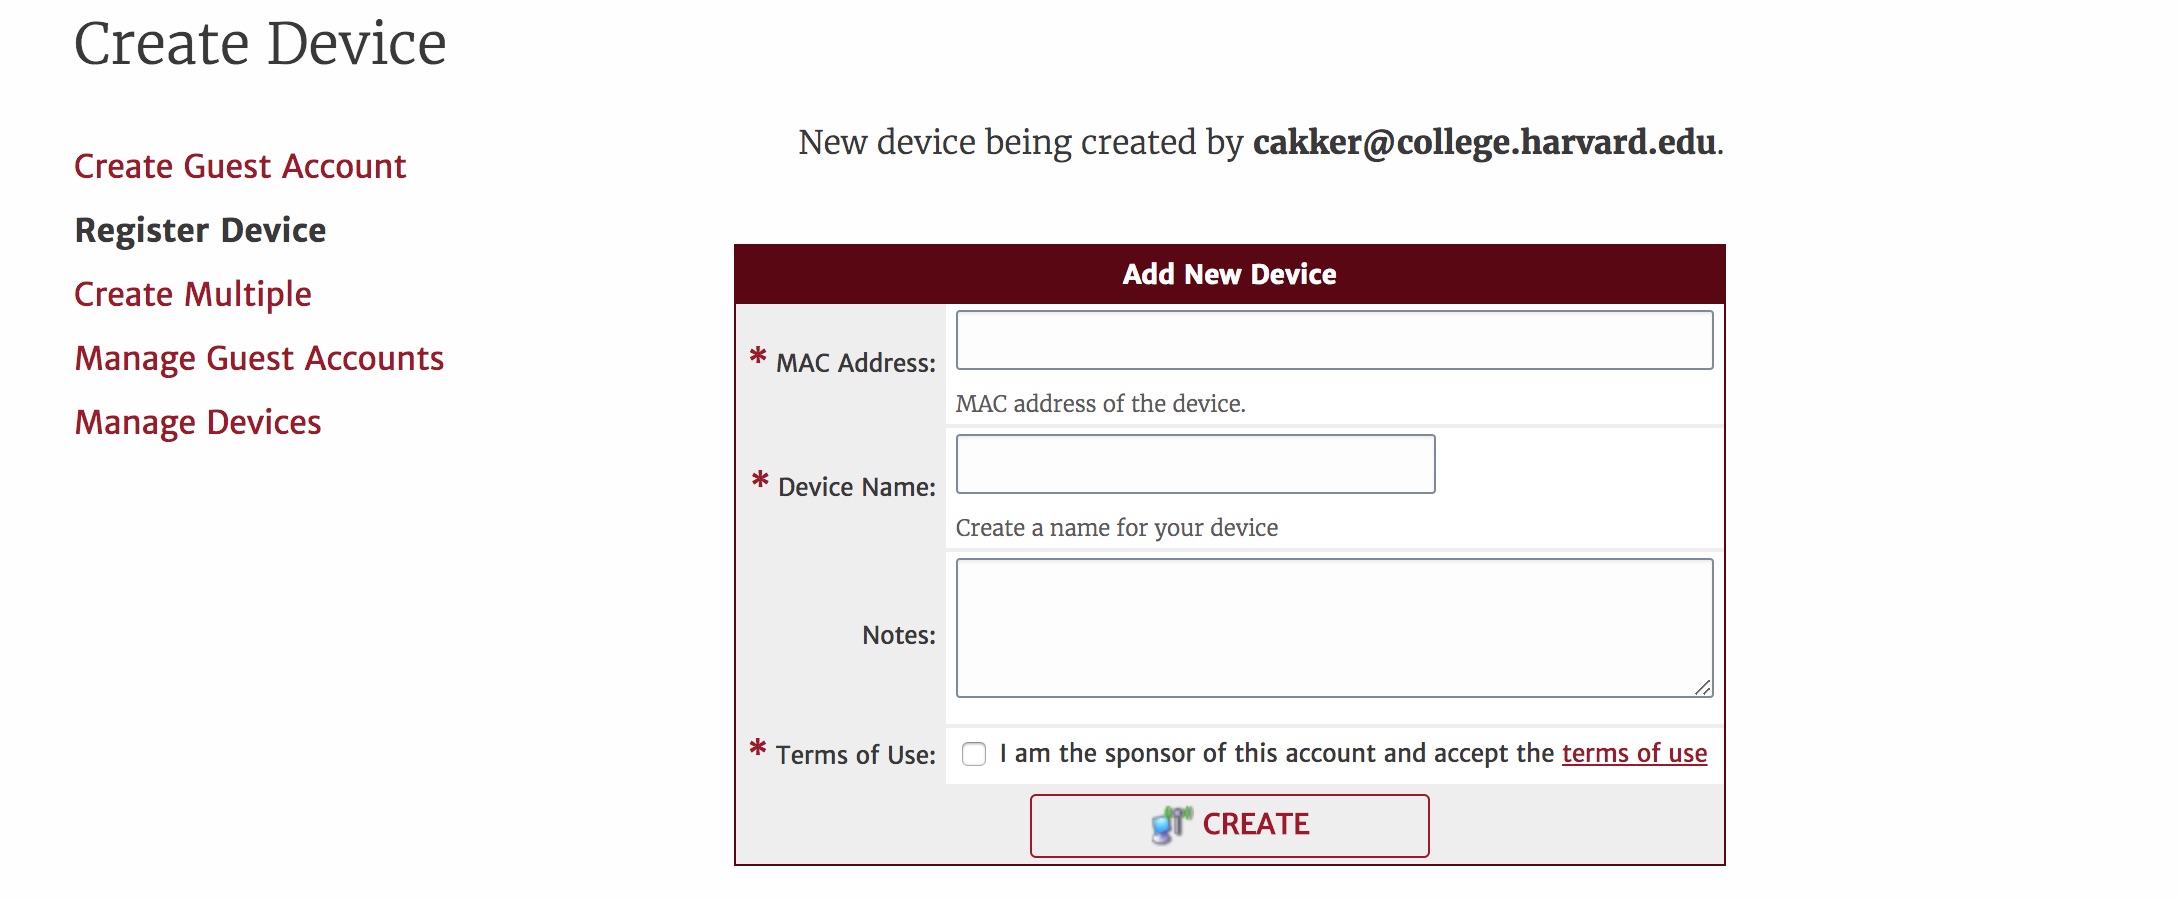 Create Device
Create Guest Account
Register Device
Create Multiple
Manage Guest Accounts
Manage Devices
New device being created by cakker@college.harvard.edu.
Add New Device
* MAC Address:
MAC address of the device.
* Device Name:
Create a name for your device
Notes:
* Terms of Use: I am the sponsor of this account and accept the terms of use
CREATE